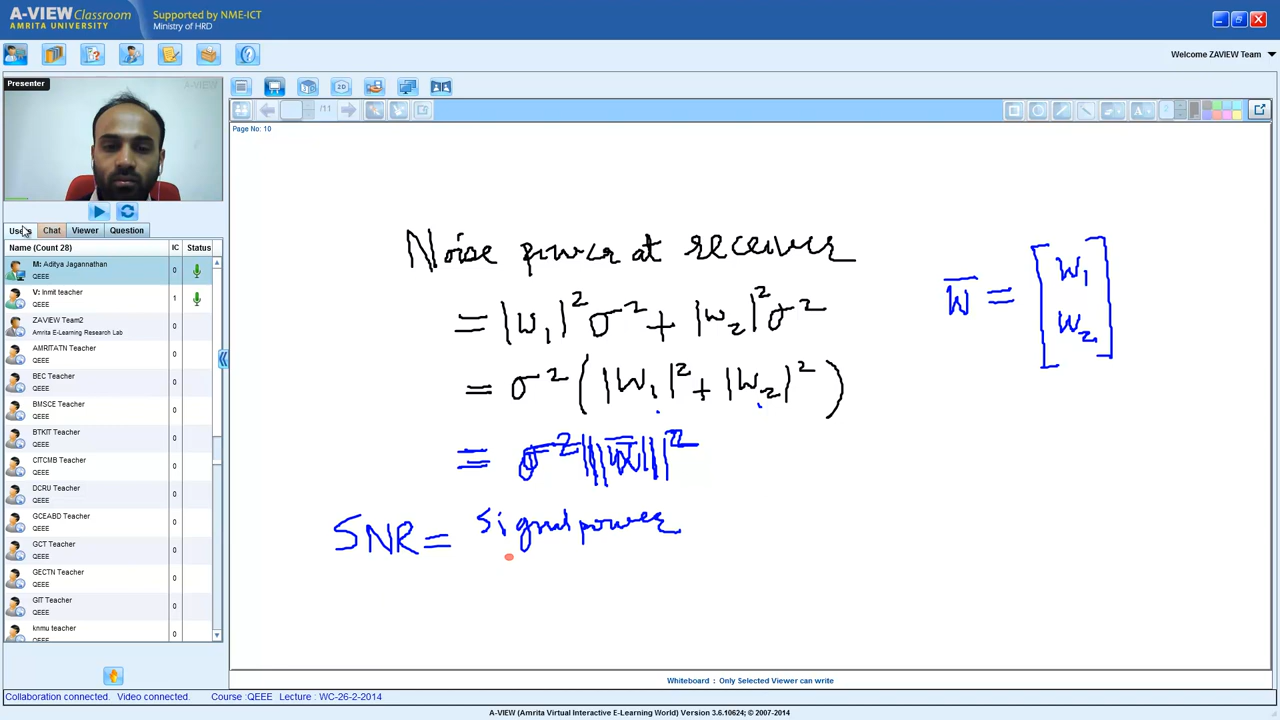 A-VIEW Classroom
AMRITA UNIVERSITY
Supported by NME-ICT
Ministry of HRD
Welcome ZAVIEW Team
Presenter
A-VIEW
/11
Page No: 10
Users Chat Viewer Question
Name (Count 28) IC Status
M: Aditya Jagannathan 0
QEEE
V: Inmit teacher 1
QEEE
ZAVIEW Team2 0
Amrita E-Learning Research Lab
AMRITATN Teacher 0
QEEE
BEC Teacher 0
QEEE
BMSCE Teacher 0
QEEE
BTKIT Teacher 0
QEEE
CITCMB Teacher 0
QEEE
DCRU Teacher 0
QEEE
GCEABD Teacher 0
QEEE
GCT Teacher 0
QEEE
GECTN Teacher 0
QEEE
GIT Teacher 0
QEEE
knmu teacher 0
QEEE
Noise power at receiver
= |w₁|²σ² + |w₂|²σ²
= σ² ( |w₁|² + |w₂|² )
= σ² ||w̄||²
SNR = Signal power
w̄ = [ w₁
w₂ ]
Whiteboard : Only Selected Viewer can write
Collaboration connected. Video connected. Course :QEEE Lecture : WC-26-2-2014
A-VIEW (Amrita Virtual Interactive E-Learning World) Version 3.6.10624; © 2007-2014